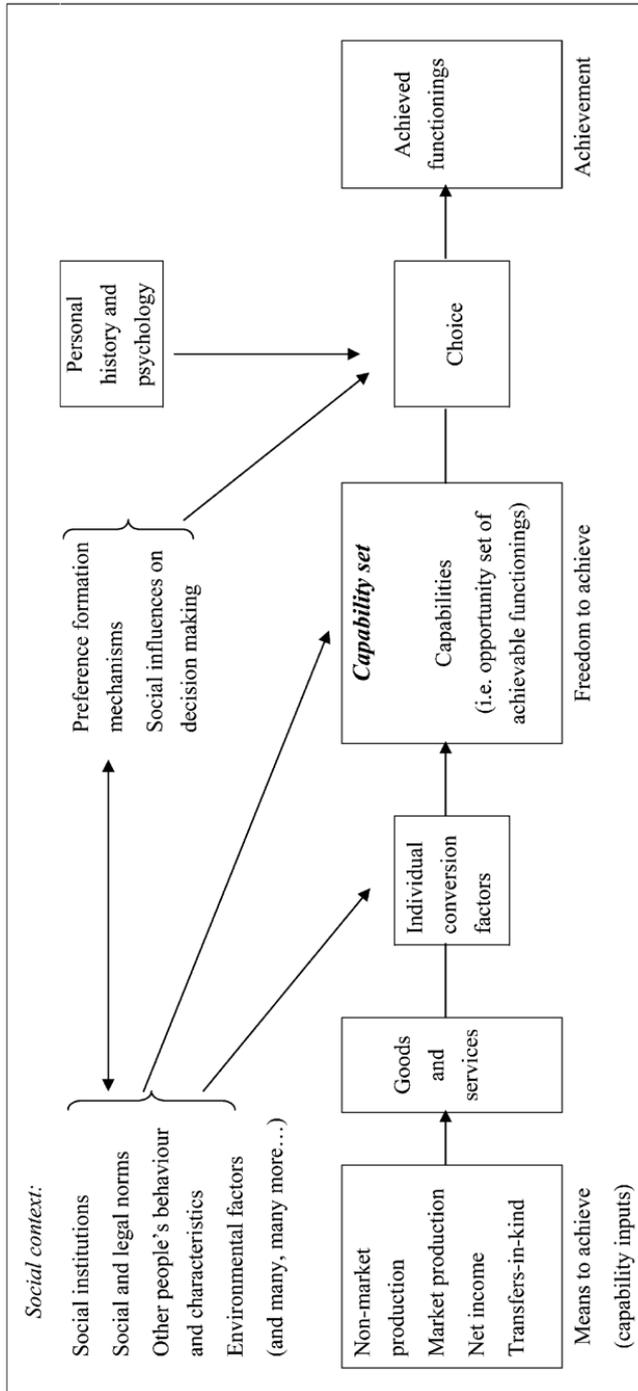 Social context:
Social institutions
Social and legal norms
Other people’s behaviour
and characteristics
Environmental factors
(and many, many more…)
Preference formation
mechanisms
Social influences on
decision making
Personal
history and
psychology
Non-market
production
Market production
Net income
Transfers-in-kind
Goods
and
services
Individual
conversion
factors
Capability set
Capabilities
(i.e. opportunity set of
achievable functionings)
Choice
Achieved
functionings
Means to achieve
(capability inputs)
Freedom to achieve
Achievement